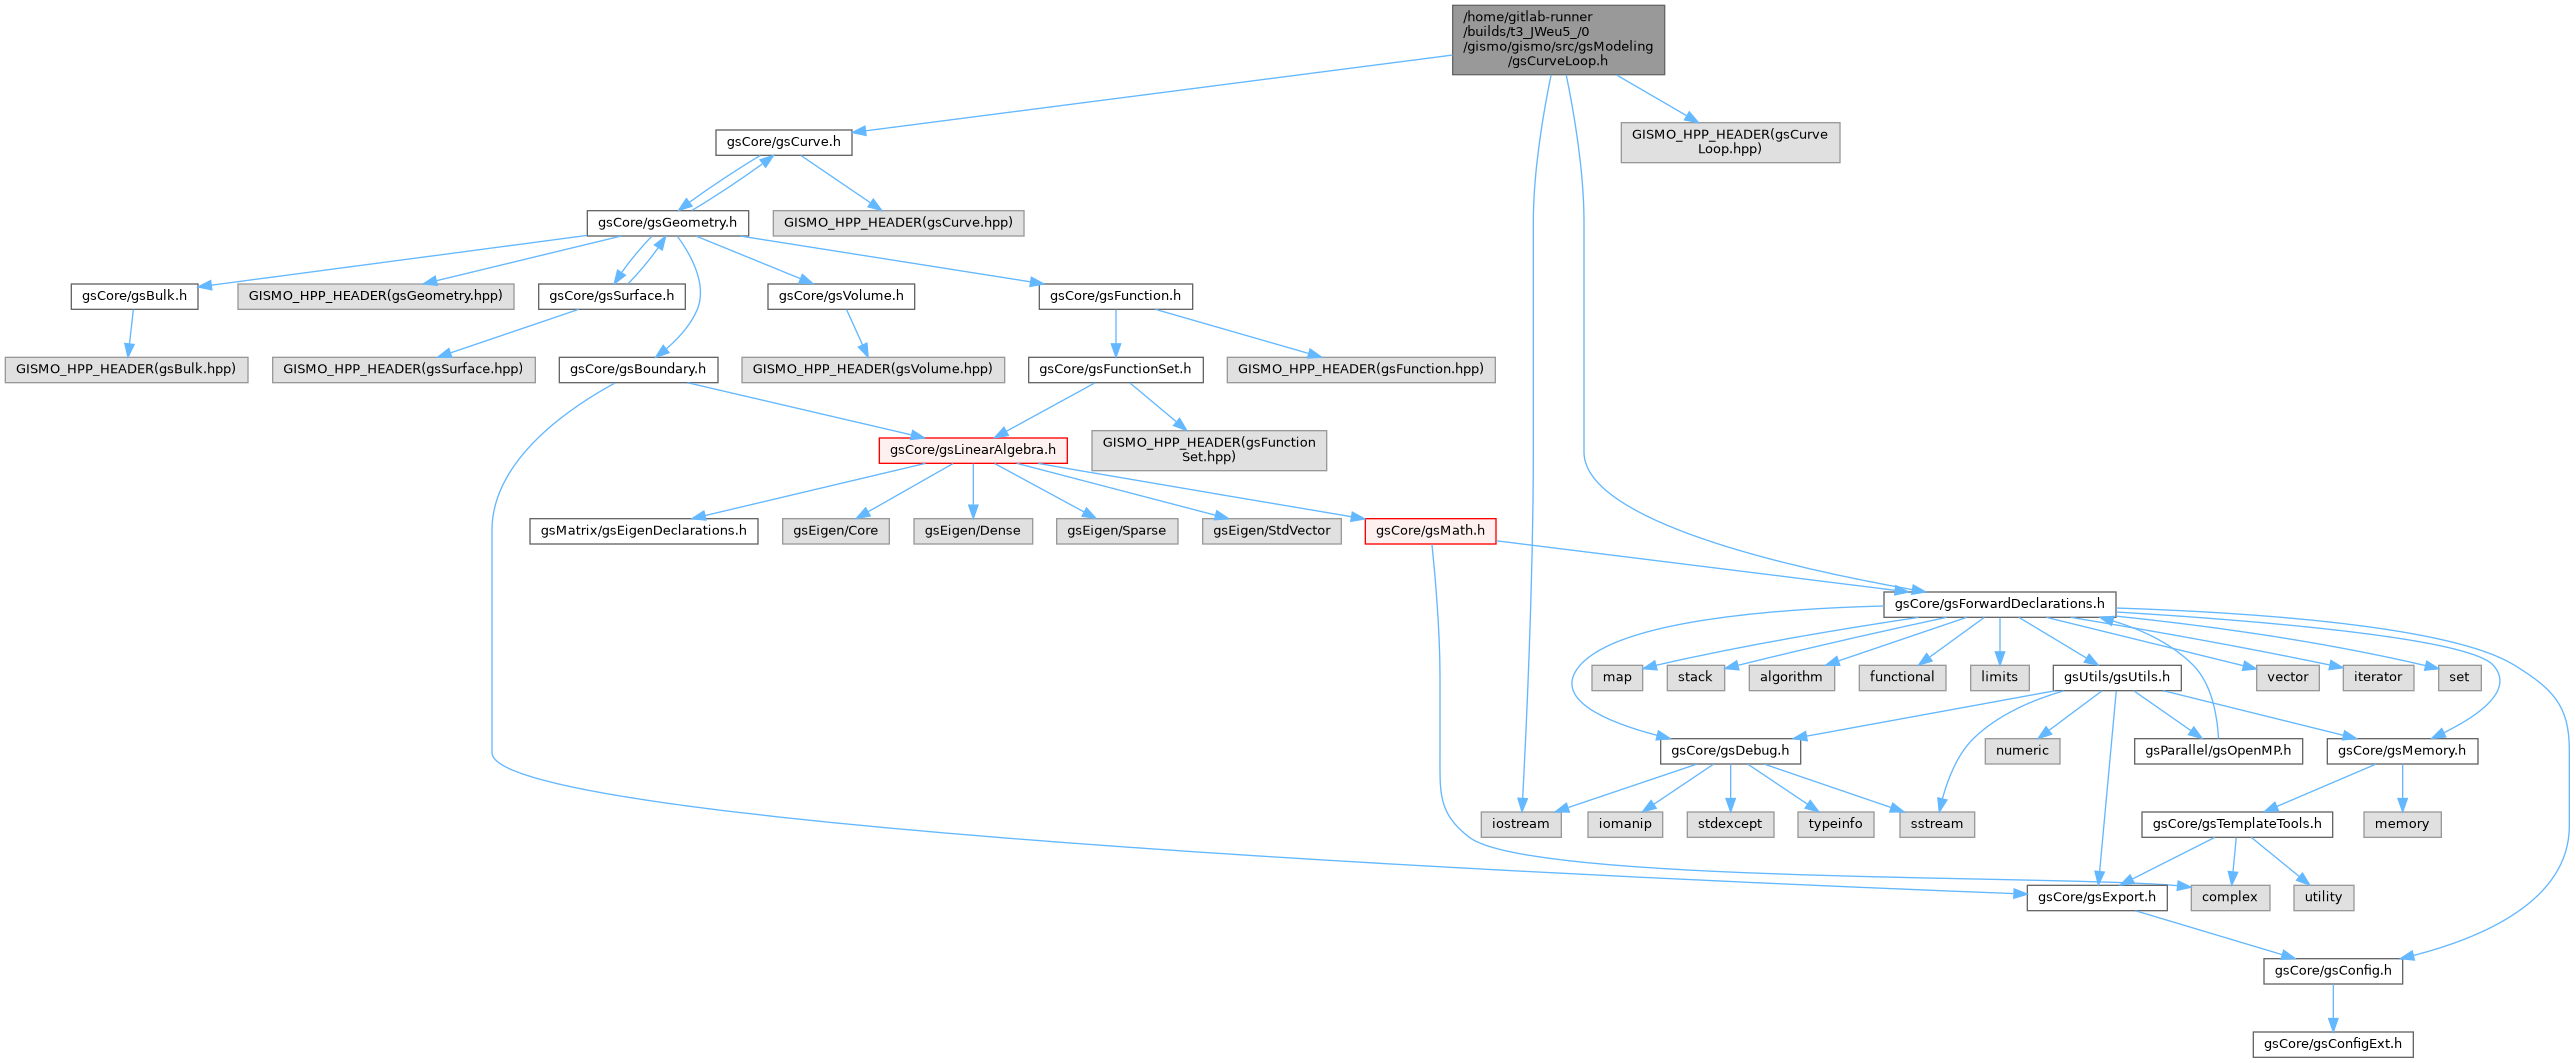 /home/gitlab-runner
/builds/t3_JWeu5_/0
/gismo/gismo/src/gsModeling
/gsCurveLoop.h
gsCore/gsCurve.h
GISMO_HPP_HEADER(gsCurve
Loop.hpp)
gsCore/gsGeometry.h
GISMO_HPP_HEADER(gsCurve.hpp)
gsCore/gsBulk.h
GISMO_HPP_HEADER(gsGeometry.hpp)
gsCore/gsSurface.h
gsCore/gsVolume.h
gsCore/gsFunction.h
GISMO_HPP_HEADER(gsBulk.hpp)
GISMO_HPP_HEADER(gsSurface.hpp)
gsCore/gsBoundary.h
GISMO_HPP_HEADER(gsVolume.hpp)
gsCore/gsFunctionSet.h
GISMO_HPP_HEADER(gsFunction.hpp)
gsCore/gsLinearAlgebra.h
GISMO_HPP_HEADER(gsFunction
Set.hpp)
gsMatrix/gsEigenDeclarations.h
gsEigen/Core
gsEigen/Dense
gsEigen/Sparse
gsEigen/StdVector
gsCore/gsMath.h
gsCore/gsForwardDeclarations.h
map
stack
algorithm
functional
limits
gsUtils/gsUtils.h
vector
iterator
set
gsCore/gsDebug.h
numeric
gsParallel/gsOpenMP.h
gsCore/gsMemory.h
iostream
iomanip
stdexcept
typeinfo
sstream
gsCore/gsTemplateTools.h
memory
gsCore/gsExport.h
complex
utility
gsCore/gsConfig.h
gsCore/gsConfigExt.h